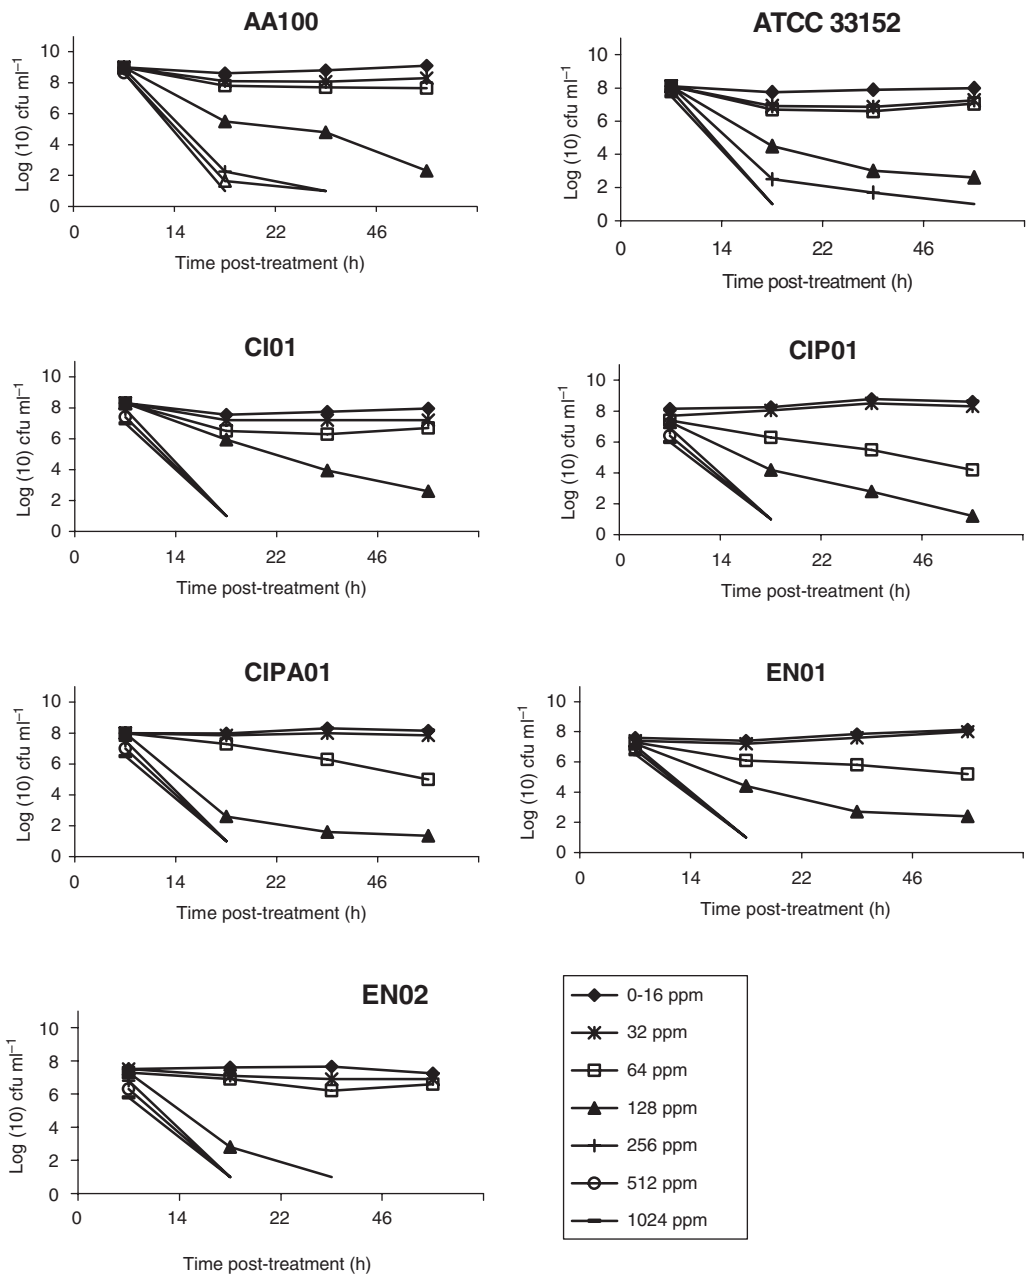 AA100
Log (10) cfu ml⁻¹
10
8
6
4
2
0
0 14 22 46
Time post-treatment (h)
ATCC 33152
Log (10) cfu ml⁻¹
10
8
6
4
2
0
0 14 22 46
Time post-treatment (h)
CI01
Log (10) cfu ml⁻¹
10
8
6
4
2
0
0 14 22 46
Time post-treatment (h)
CIP01
Log (10) cfu ml⁻¹
10
8
6
4
2
0
0 14 22 46
Time post-treatment (h)
CIPA01
Log (10) cfu ml⁻¹
10
8
6
4
2
0
0 14 22 46
Time post-treatment (h)
EN01
Log (10) cfu ml⁻¹
10
8
6
4
2
0
0 14 22 46
Time post-treatment (h)
EN02
Log (10) cfu ml⁻¹
10
8
6
4
2
0
0 14 22 46
Time post-treatment (h)
0-16 ppm
32 ppm
64 ppm
128 ppm
256 ppm
512 ppm
1024 ppm